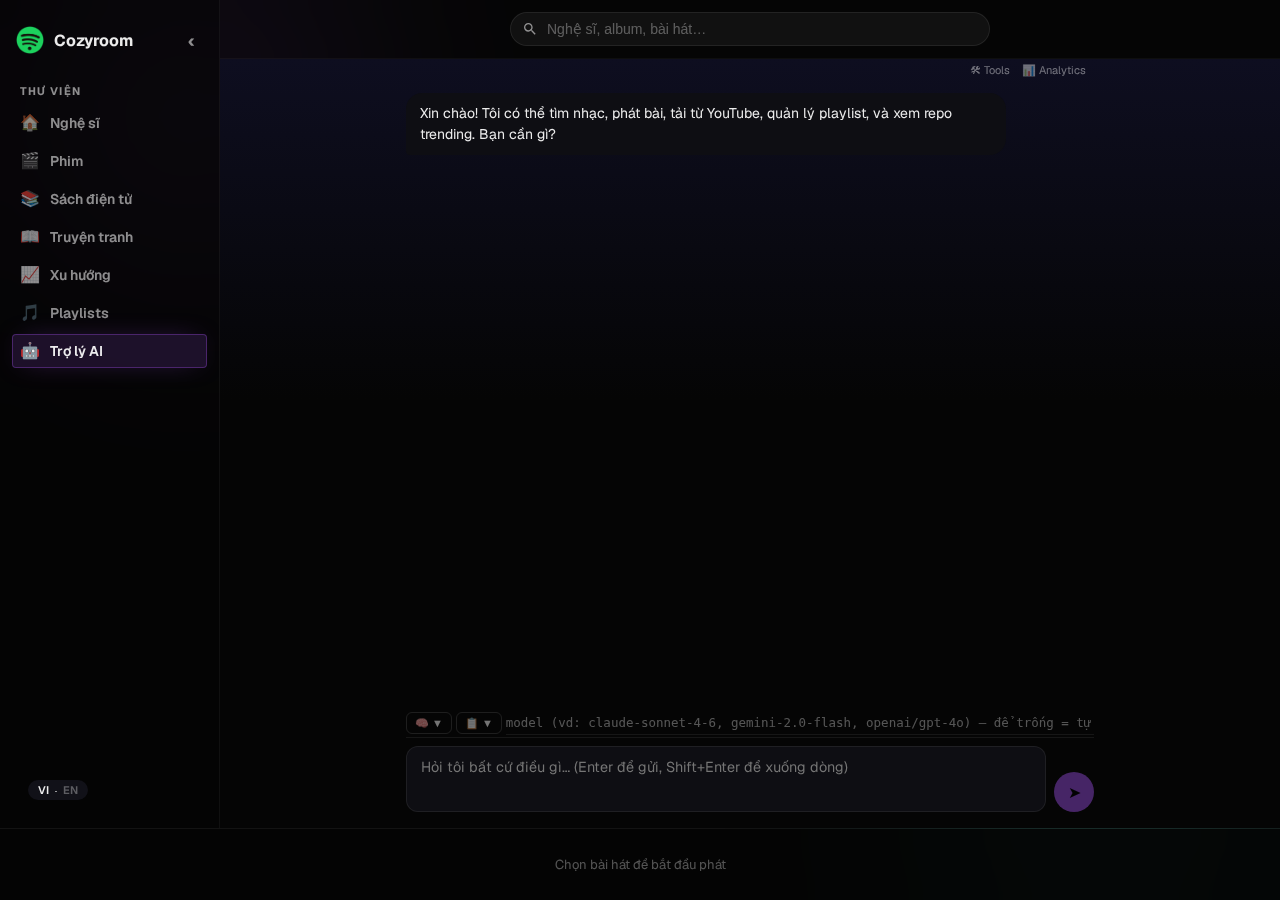 Cozyroom
‹
Nghệ sĩ, album, bài hát…
THƯ VIỆN
Nghệ sĩ
Phim
Sách điện tử
Truyện tranh
Xu hướng
Playlists
Trợ lý AI
VI · EN
Tools Analytics
Xin chào! Tôi có thể tìm nhạc, phát bài, tải từ YouTube, quản lý playlist, và xem repo
trending. Bạn cần gì?
model (vd: claude-sonnet-4-6, gemini-2.0-flash, openai/gpt-4o) — để trống = tự
Hỏi tôi bất cứ điều gì… (Enter để gửi, Shift+Enter để xuống dòng)
Chọn bài hát để bắt đầu phát